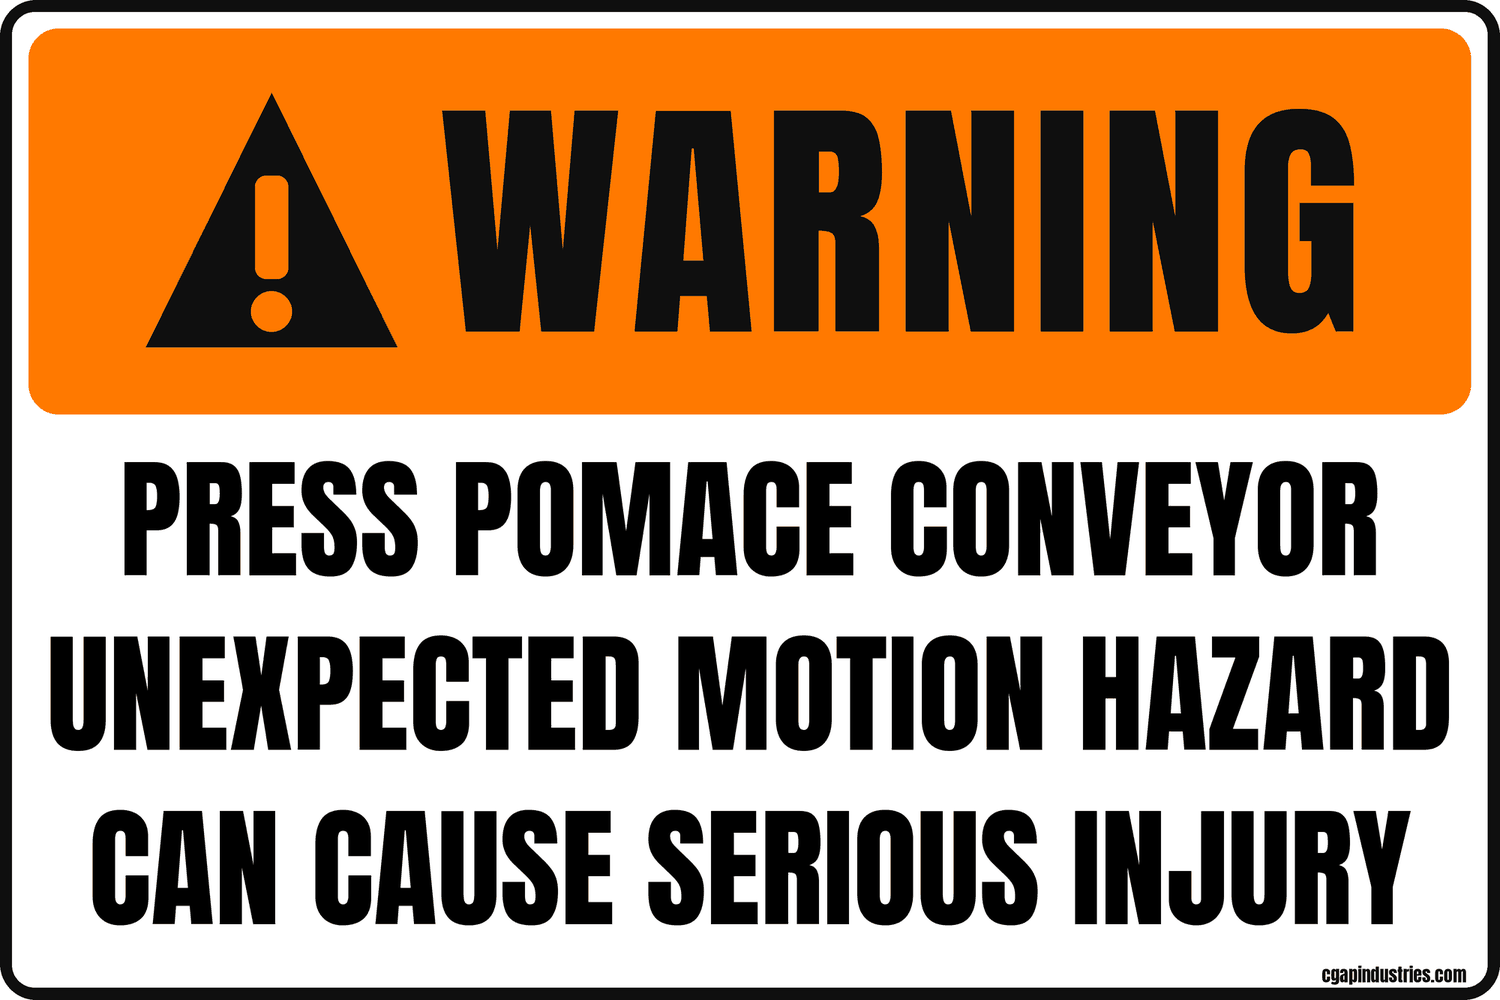 WARNING
PRESS POMACE CONVEYOR
UNEXPECTED MOTION HAZARD
CAN CAUSE SERIOUS INJURY
cgapindustries.com